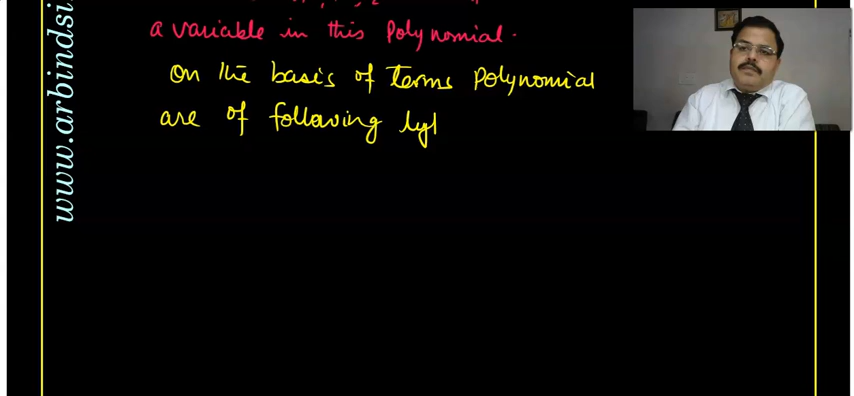 a variable in this Polynomial.
On the basis of terms Polynomial
are of following
www.arbindsi